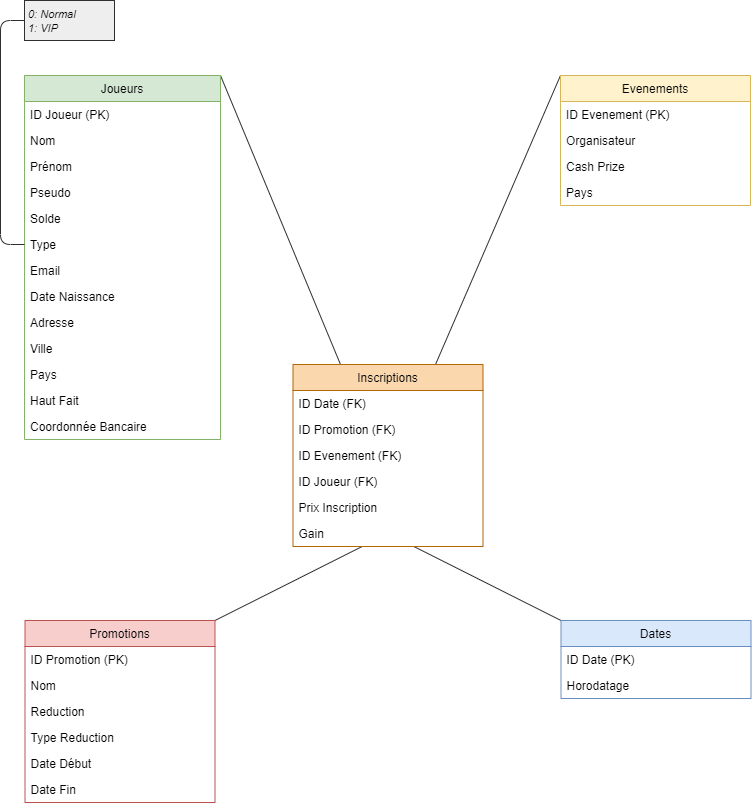 0: Normal
1: VIP
Joueurs
ID Joueur (PK)
Nom
Prénom
Pseudo
Solde
Type
Email
Date Naissance
Adresse
Ville
Pays
Haut Fait
Coordonnée Bancaire
Evenements
ID Evenement (PK)
Organisateur
Cash Prize
Pays
Inscriptions
ID Date (FK)
ID Promotion (FK)
ID Evenement (FK)
ID Joueur (FK)
Prix Inscription
Gain
Promotions
ID Promotion (PK)
Nom
Reduction
Type Reduction
Date Début
Date Fin
Dates
ID Date (PK)
Horodatage